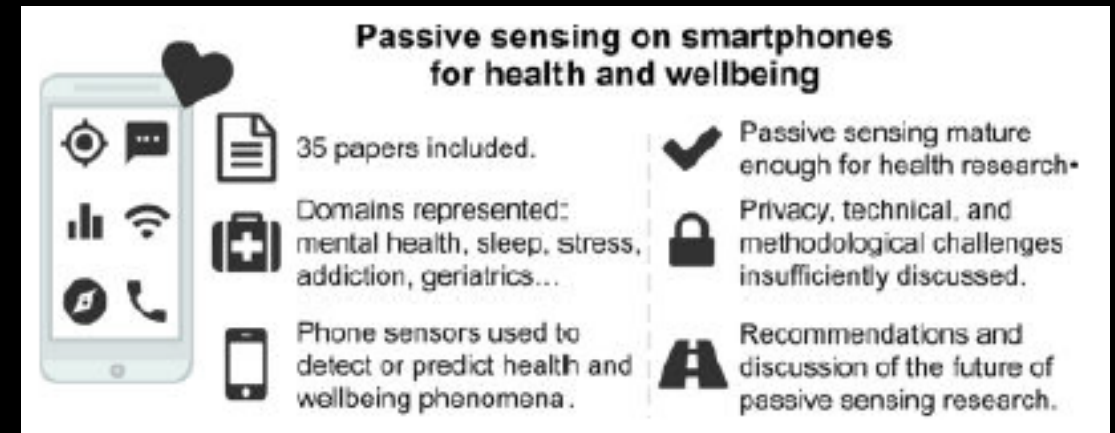 Passive sensing on smartphones
for health and wellbeing
35 papers included.
Domains represented:
mental health, sleep, stress,
addiction, geriatrics...
Phone sensors used to
detect or predict health and
wellbeing phenomena.
Passive sensing mature
enough for health research•
Privacy, technical, and
methodological challenges
insufficiently discussed.
Recommendations and
discussion of the future of
passive sensing research.